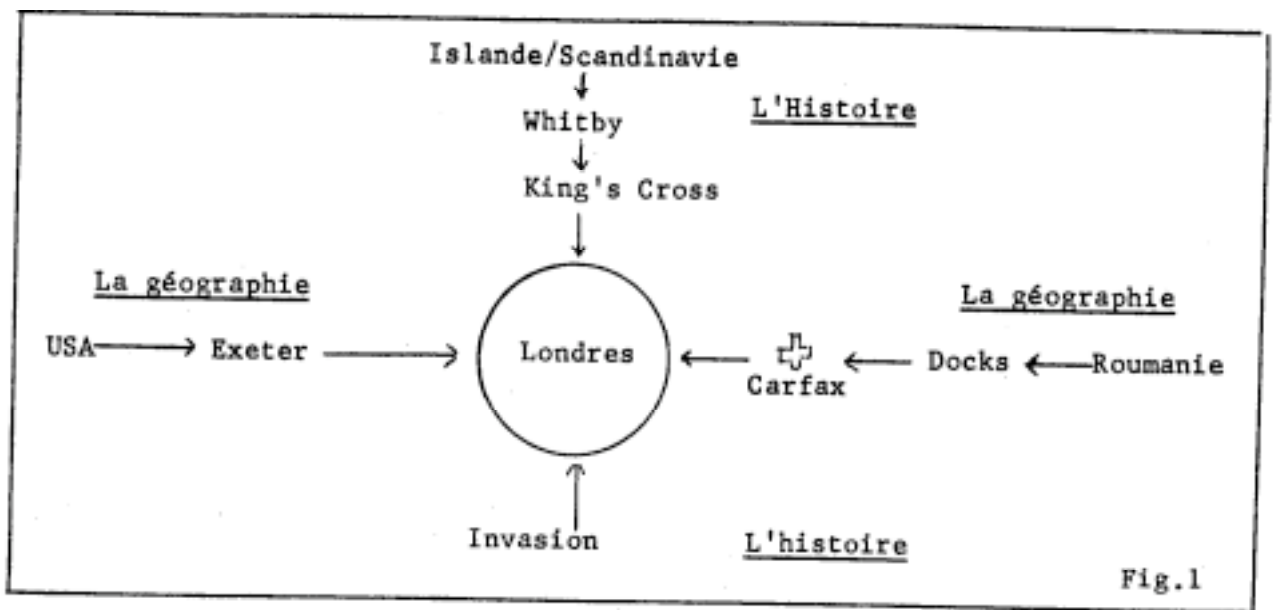 Islande/Scandinavie
L'Histoire
Whitby
King's Cross
La géographie
La géographie
USA Exeter Londres Docks Roumanie
Carfax
Invasion
L'histoire
Fig.1